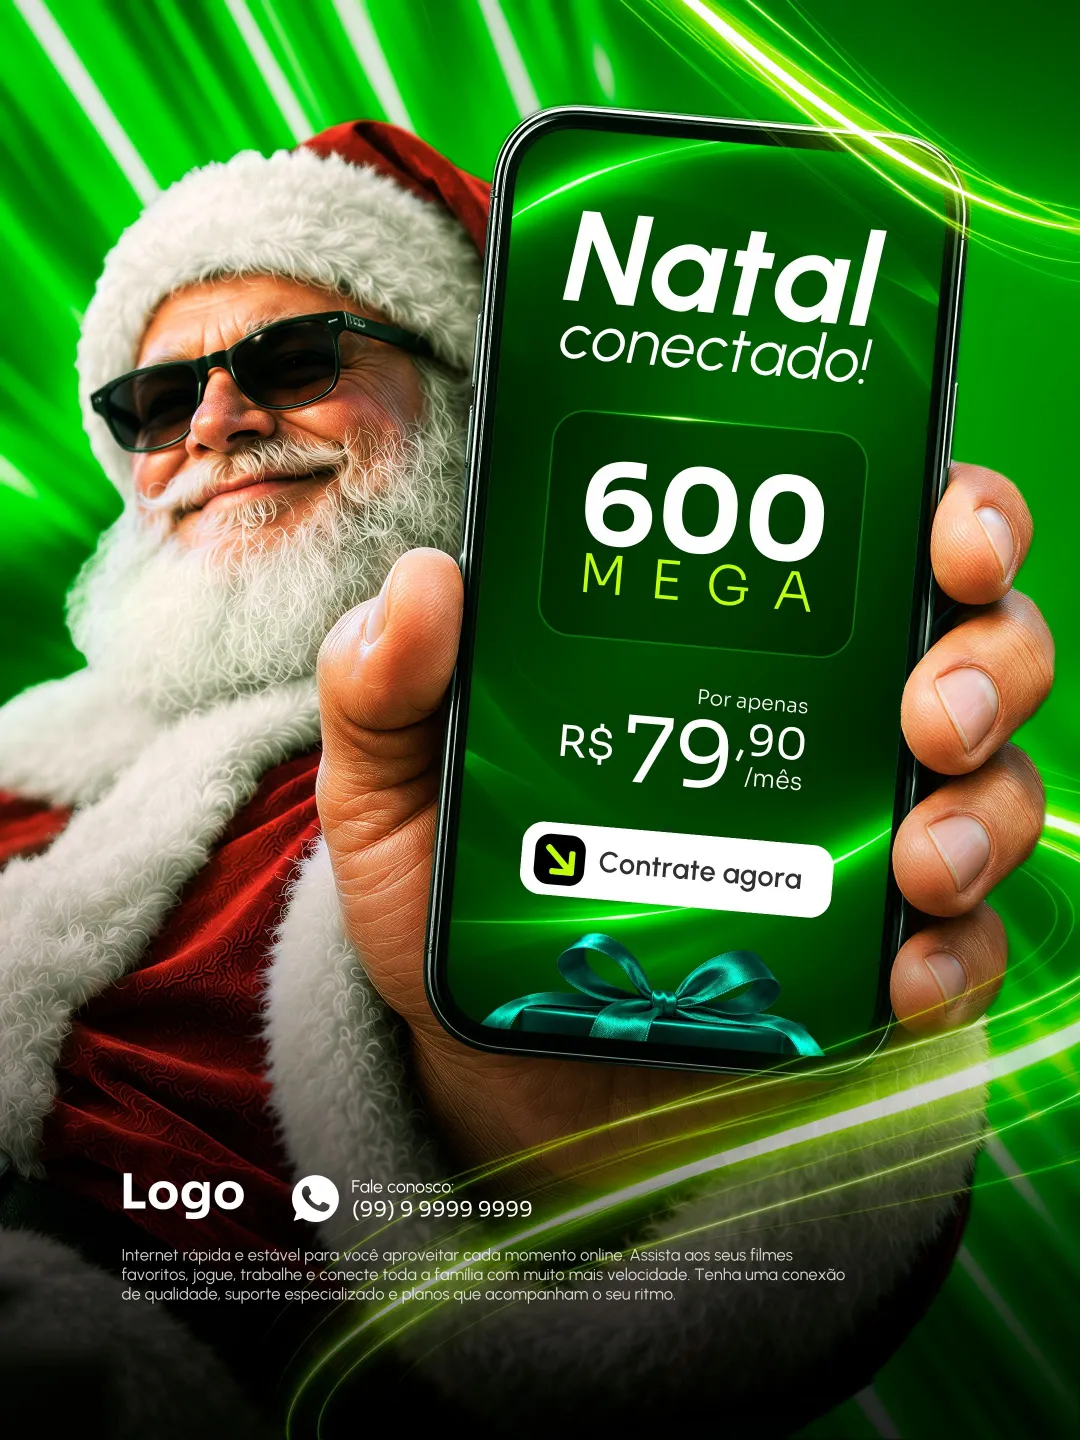 Natal
conectado!
600
MEGA
Por apenas
R$ 79,90
/mês
Contrate agora
Logo
Fale conosco:
(99) 9 9999 9999
Internet rápida e estável para você aproveitar cada momento online. Assista aos seus filmes
favoritos, jogue, trabalhe e conecte toda a família com muito mais velocidade. Tenha uma conexão
de qualidade, suporte especializado e planos que acompanham o seu ritmo.